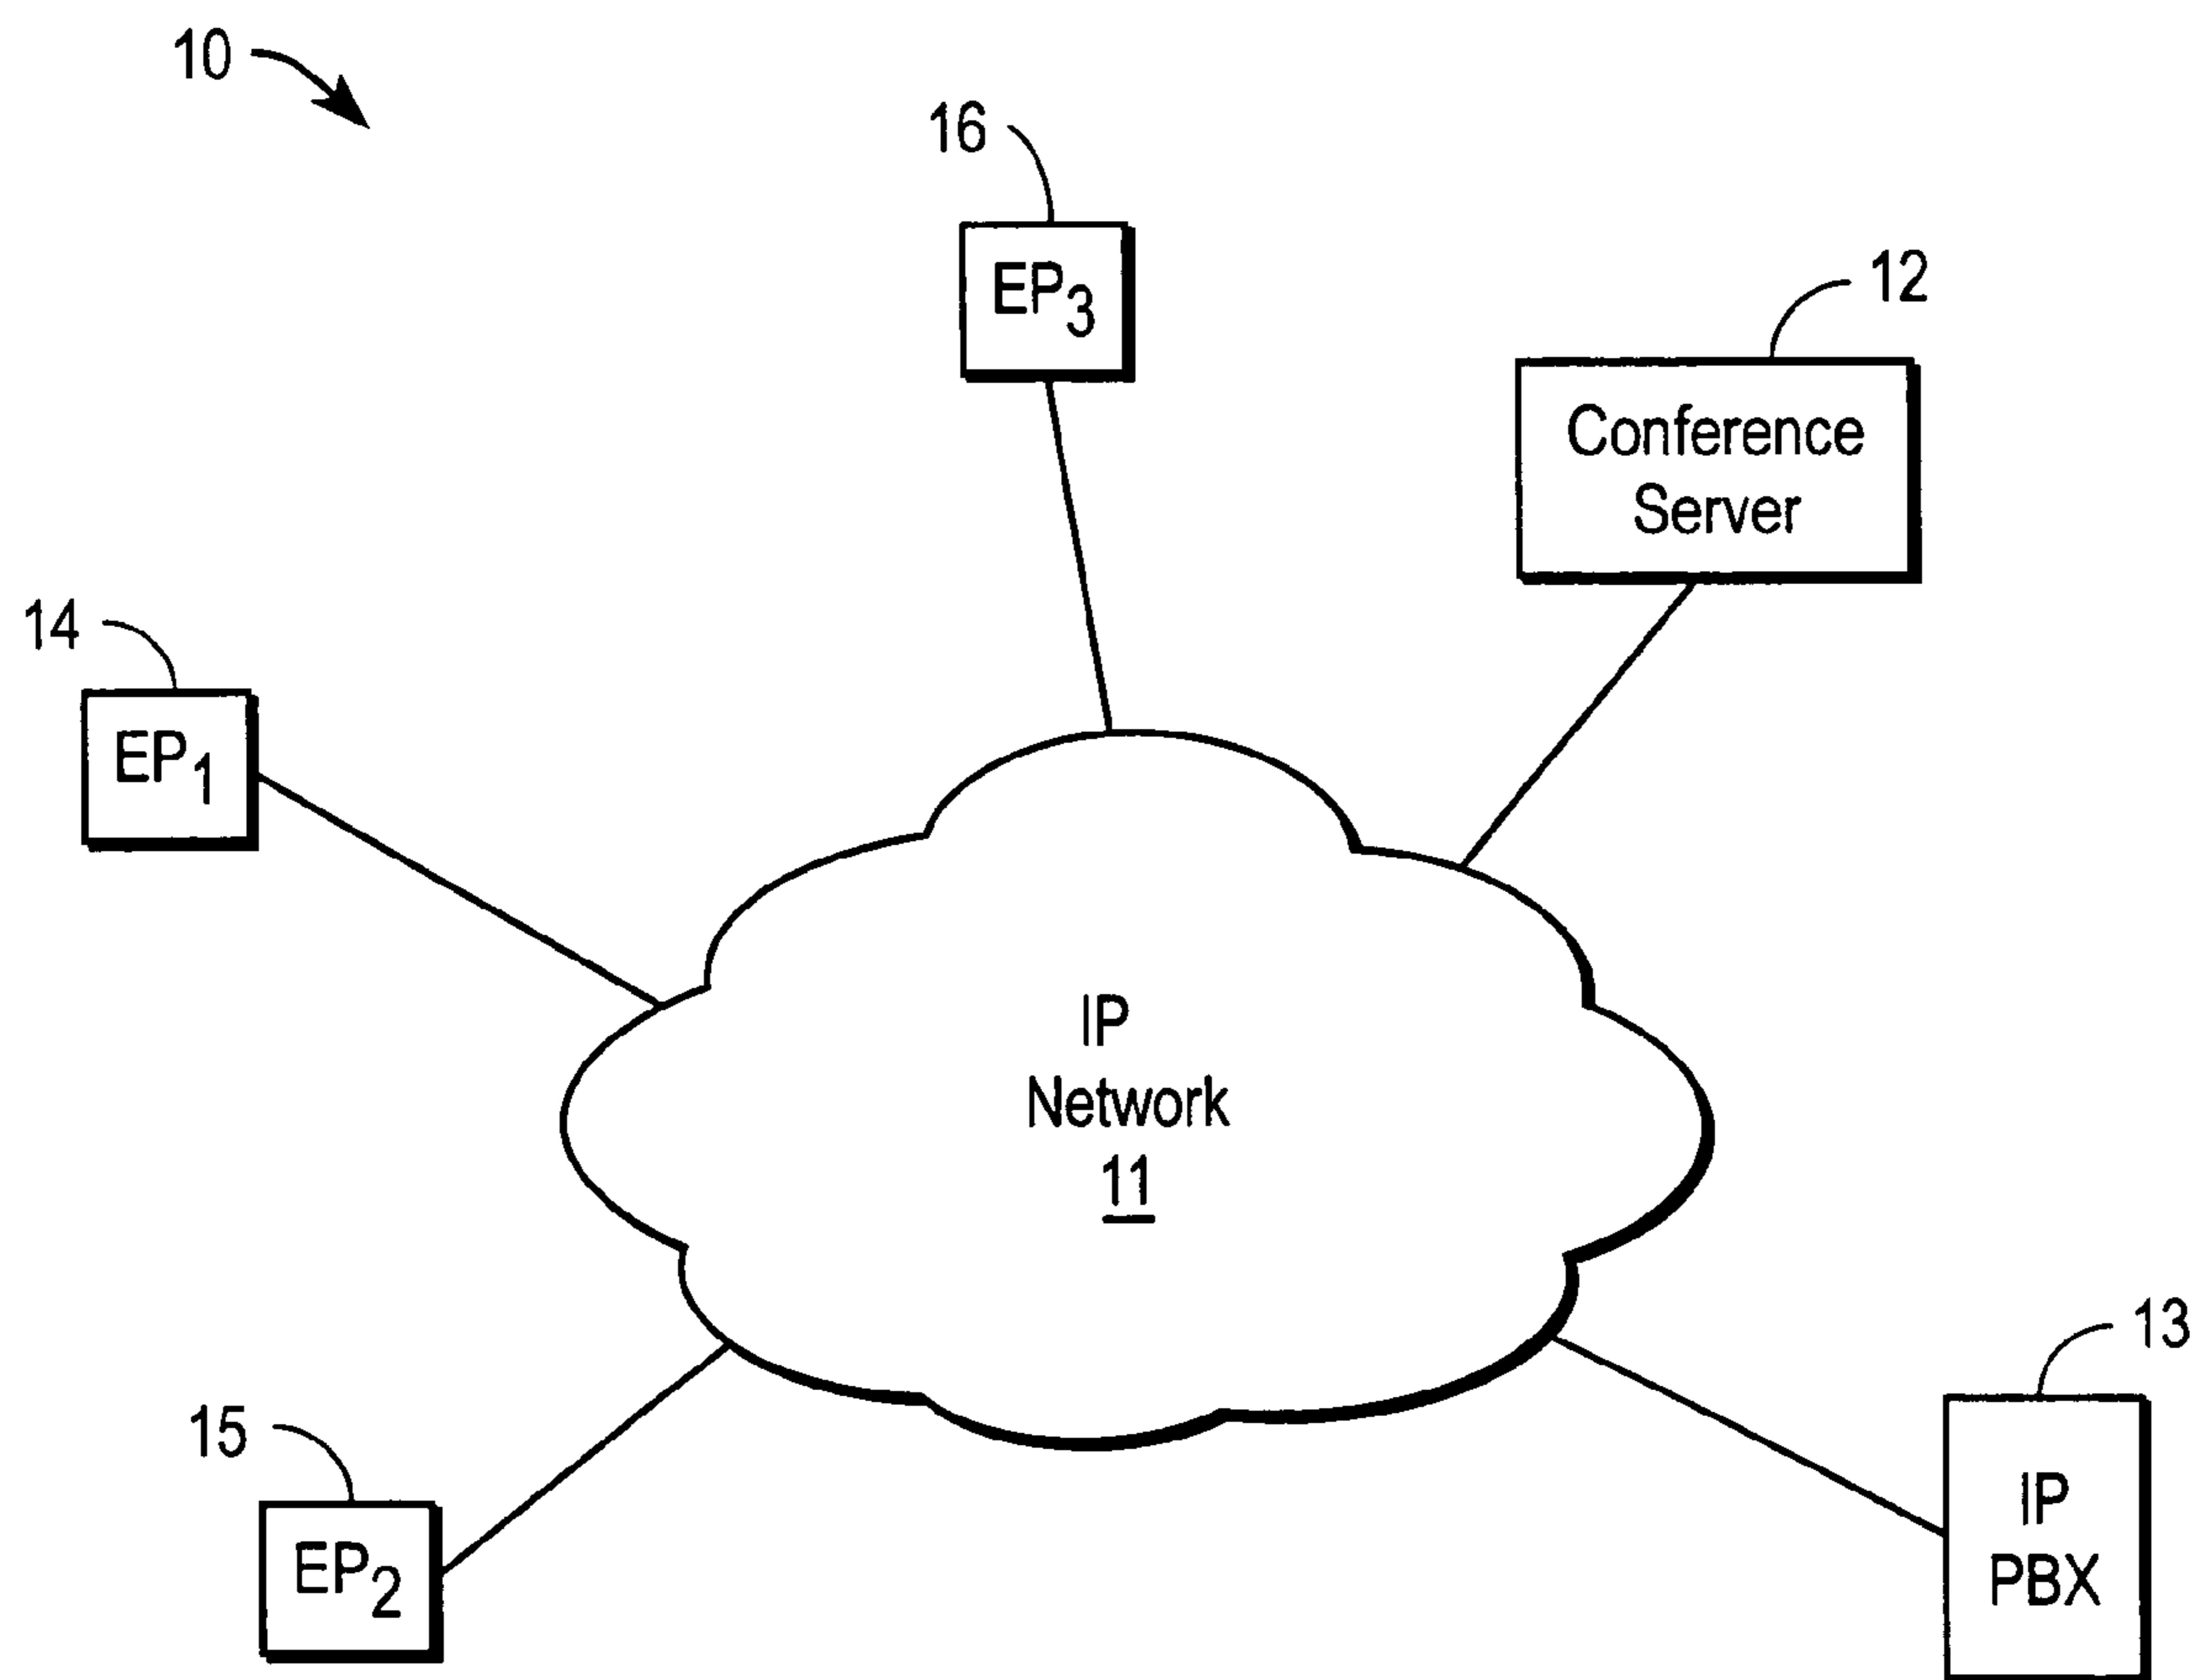 10
16
EP3
12
Conference
Server
14
EP1
IP
Network
11
13
15
IP
PBX
EP2